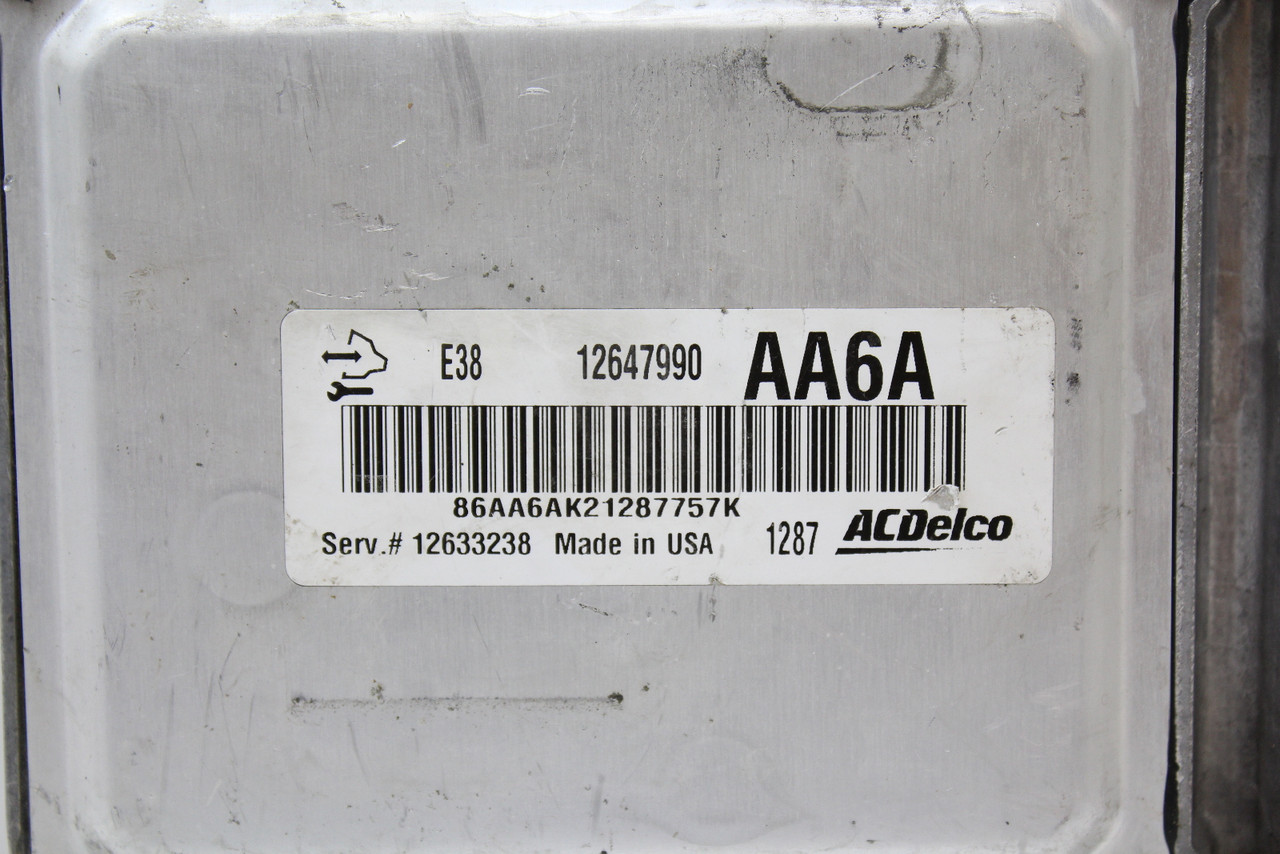 E38 12647990 AA6A
86AA6AK21287757K
Serv.# 12633238 Made in USA 1287 ACDelco